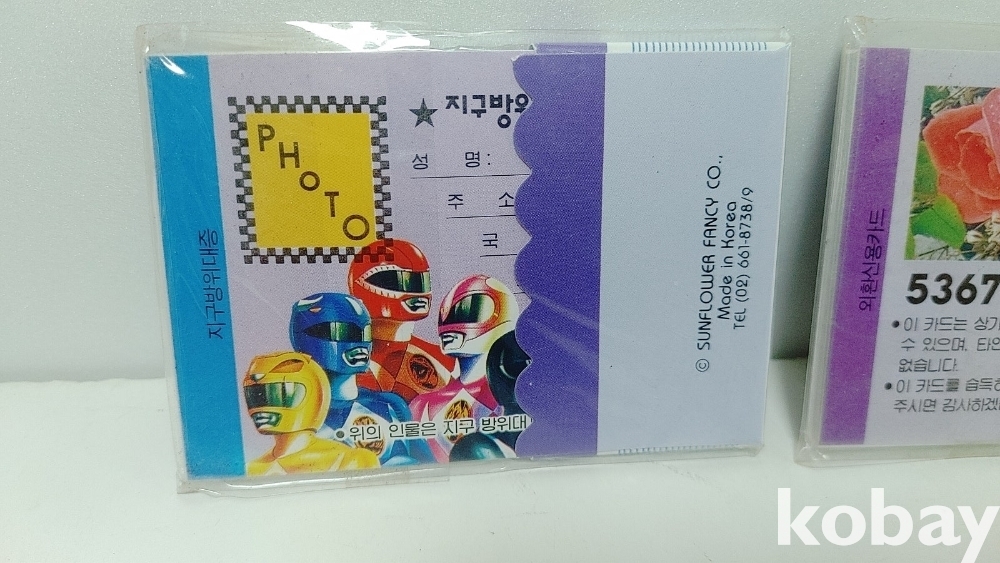 지구방위대증
PHOTO
★ 지구방위
성 명:
주 소
국
• 위의 인물은 지구 방위대
© SUNFLOWER FANCY CO.,
Made in Korea
TEL (02) 661-8738/9
외환신용카드
5367
• 이 카드는 상기
수 있으며, 타인
없습니다.
• 이 카드를 습득하
주시면 감사하겠
kobay